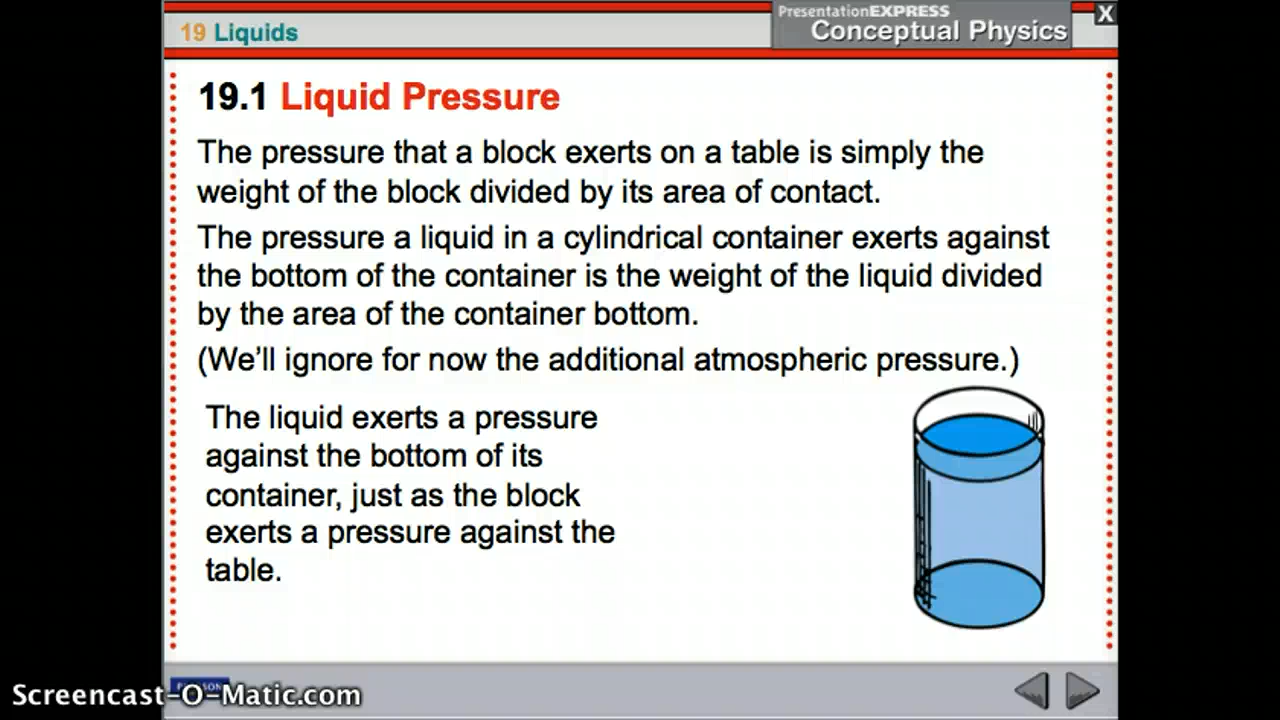 PresentationEXPRESS
X
19 Liquids
Conceptual Physics
19.1 Liquid Pressure
The pressure that a block exerts on a table is simply the
weight of the block divided by its area of contact.
The pressure a liquid in a cylindrical container exerts against
the bottom of the container is the weight of the liquid divided
by the area of the container bottom.
(We’ll ignore for now the additional atmospheric pressure.)
The liquid exerts a pressure
against the bottom of its
container, just as the block
exerts a pressure against the
table.
Screencast-O-Matic.com